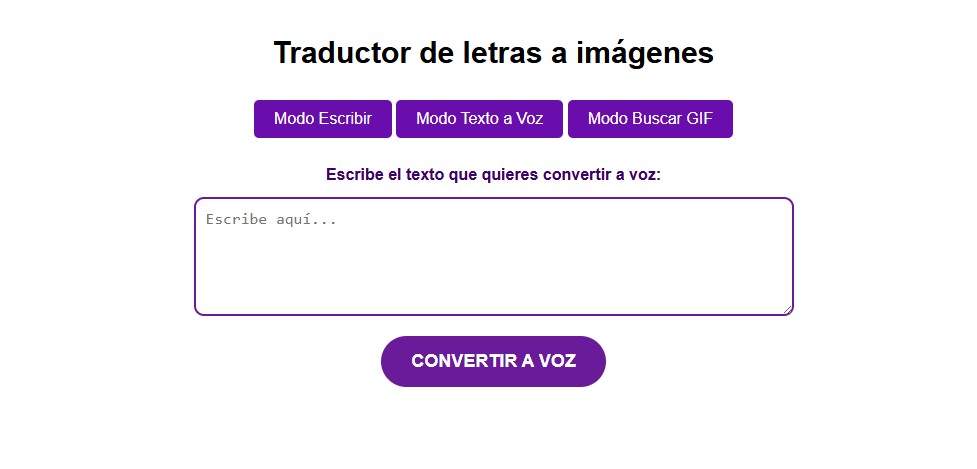 Traductor de letras a imágenes
Modo Escribir Modo Texto a Voz Modo Buscar GIF
Escribe el texto que quieres convertir a voz:
Escribe aquí...
CONVERTIR A VOZ